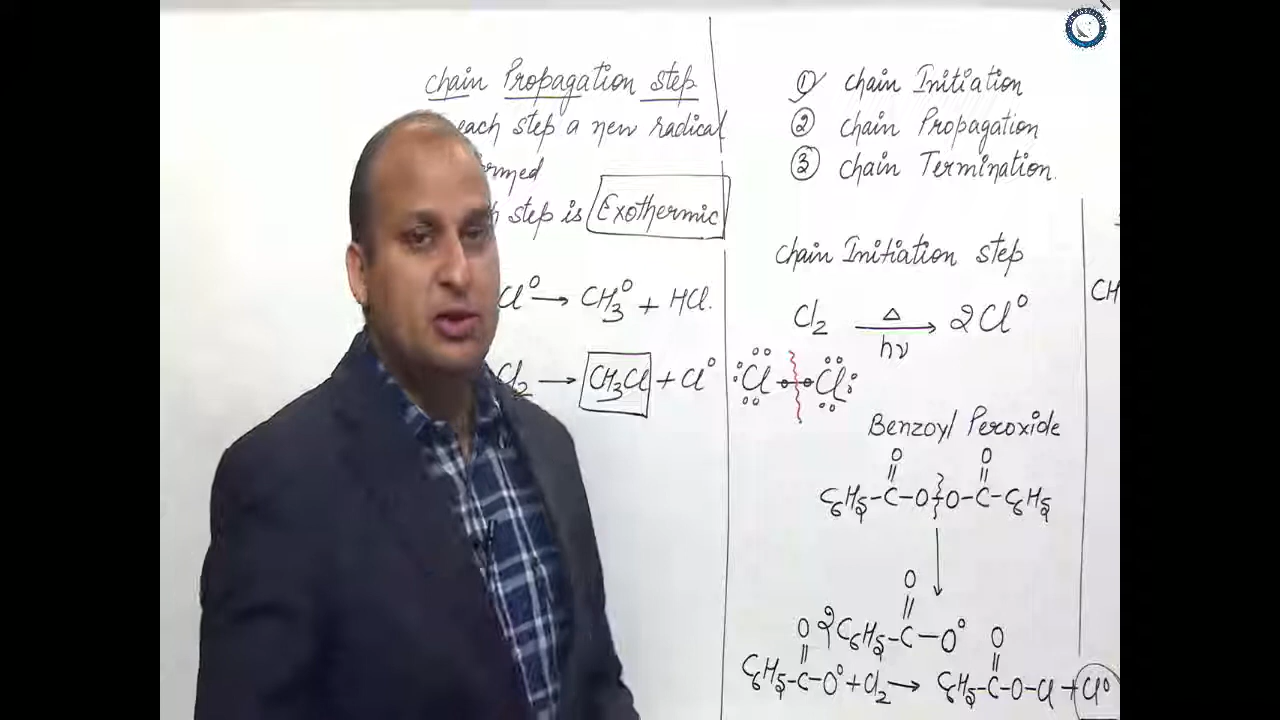 chain Propagation step
each step a new radical
formed
step is Exothermic
Cl° ⟶ CH₃° + HCl.
Cl₂ ⟶ CH₃Cl + Cl°
① chain Initiation
② chain Propagation
③ chain Termination.
chain Initiation step
Cl₂ ⟶ 2Cl°
Δ
hν
Cl Cl
Benzoyl Peroxide
O O
C₆H₅-C-O-O-C-C₆H₅
O
2C₆H₅-C-O°
O O
C₆H₅-C-O° + Cl₂ ⟶ C₆H₅-C-O-Cl + Cl°
CH